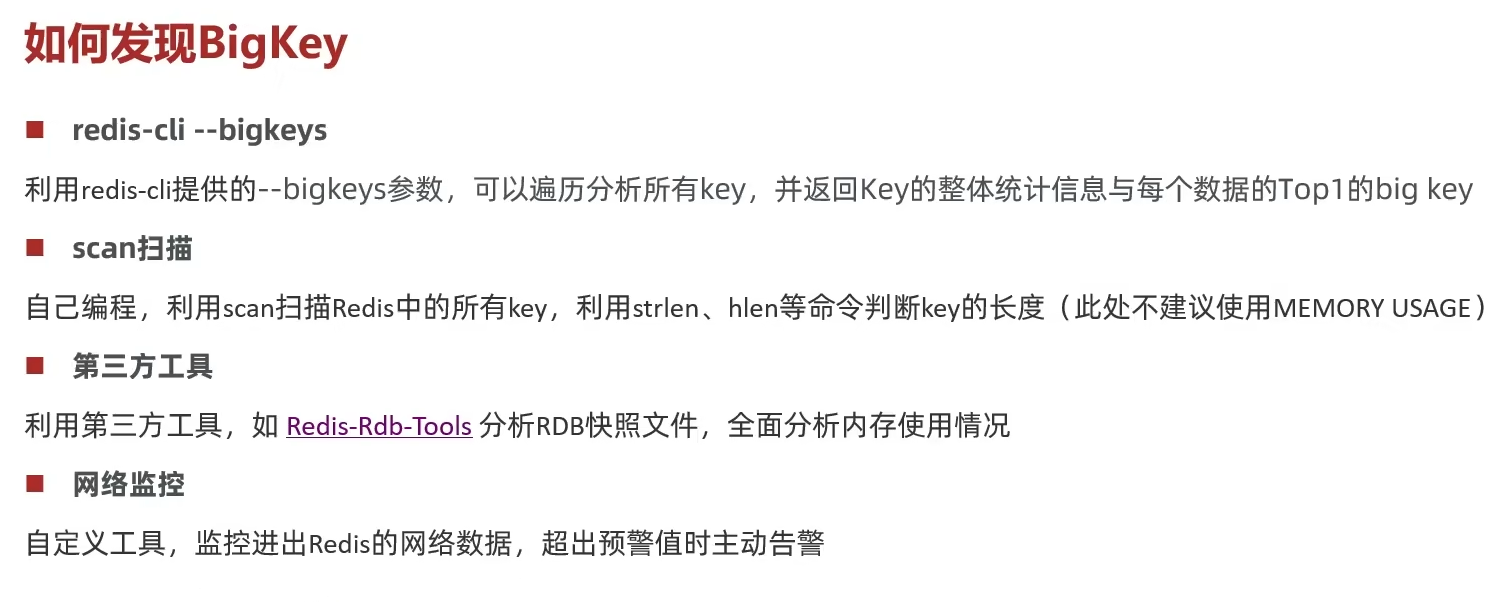 如何发现BigKey
■ redis-cli --bigkeys
利用redis-cli提供的--bigkeys参数，可以遍历分析所有key，并返回Key的整体统计信息与每个数据的Top1的big key
■ scan扫描
自己编程，利用scan扫描Redis中的所有key，利用strlen、hlen等命令判断key的长度（此处不建议使用MEMORY USAGE）
■ 第三方工具
利用第三方工具，如 Redis-Rdb-Tools 分析RDB快照文件，全面分析内存使用情况
■ 网络监控
自定义工具，监控进出Redis的网络数据，超出预警值时主动告警